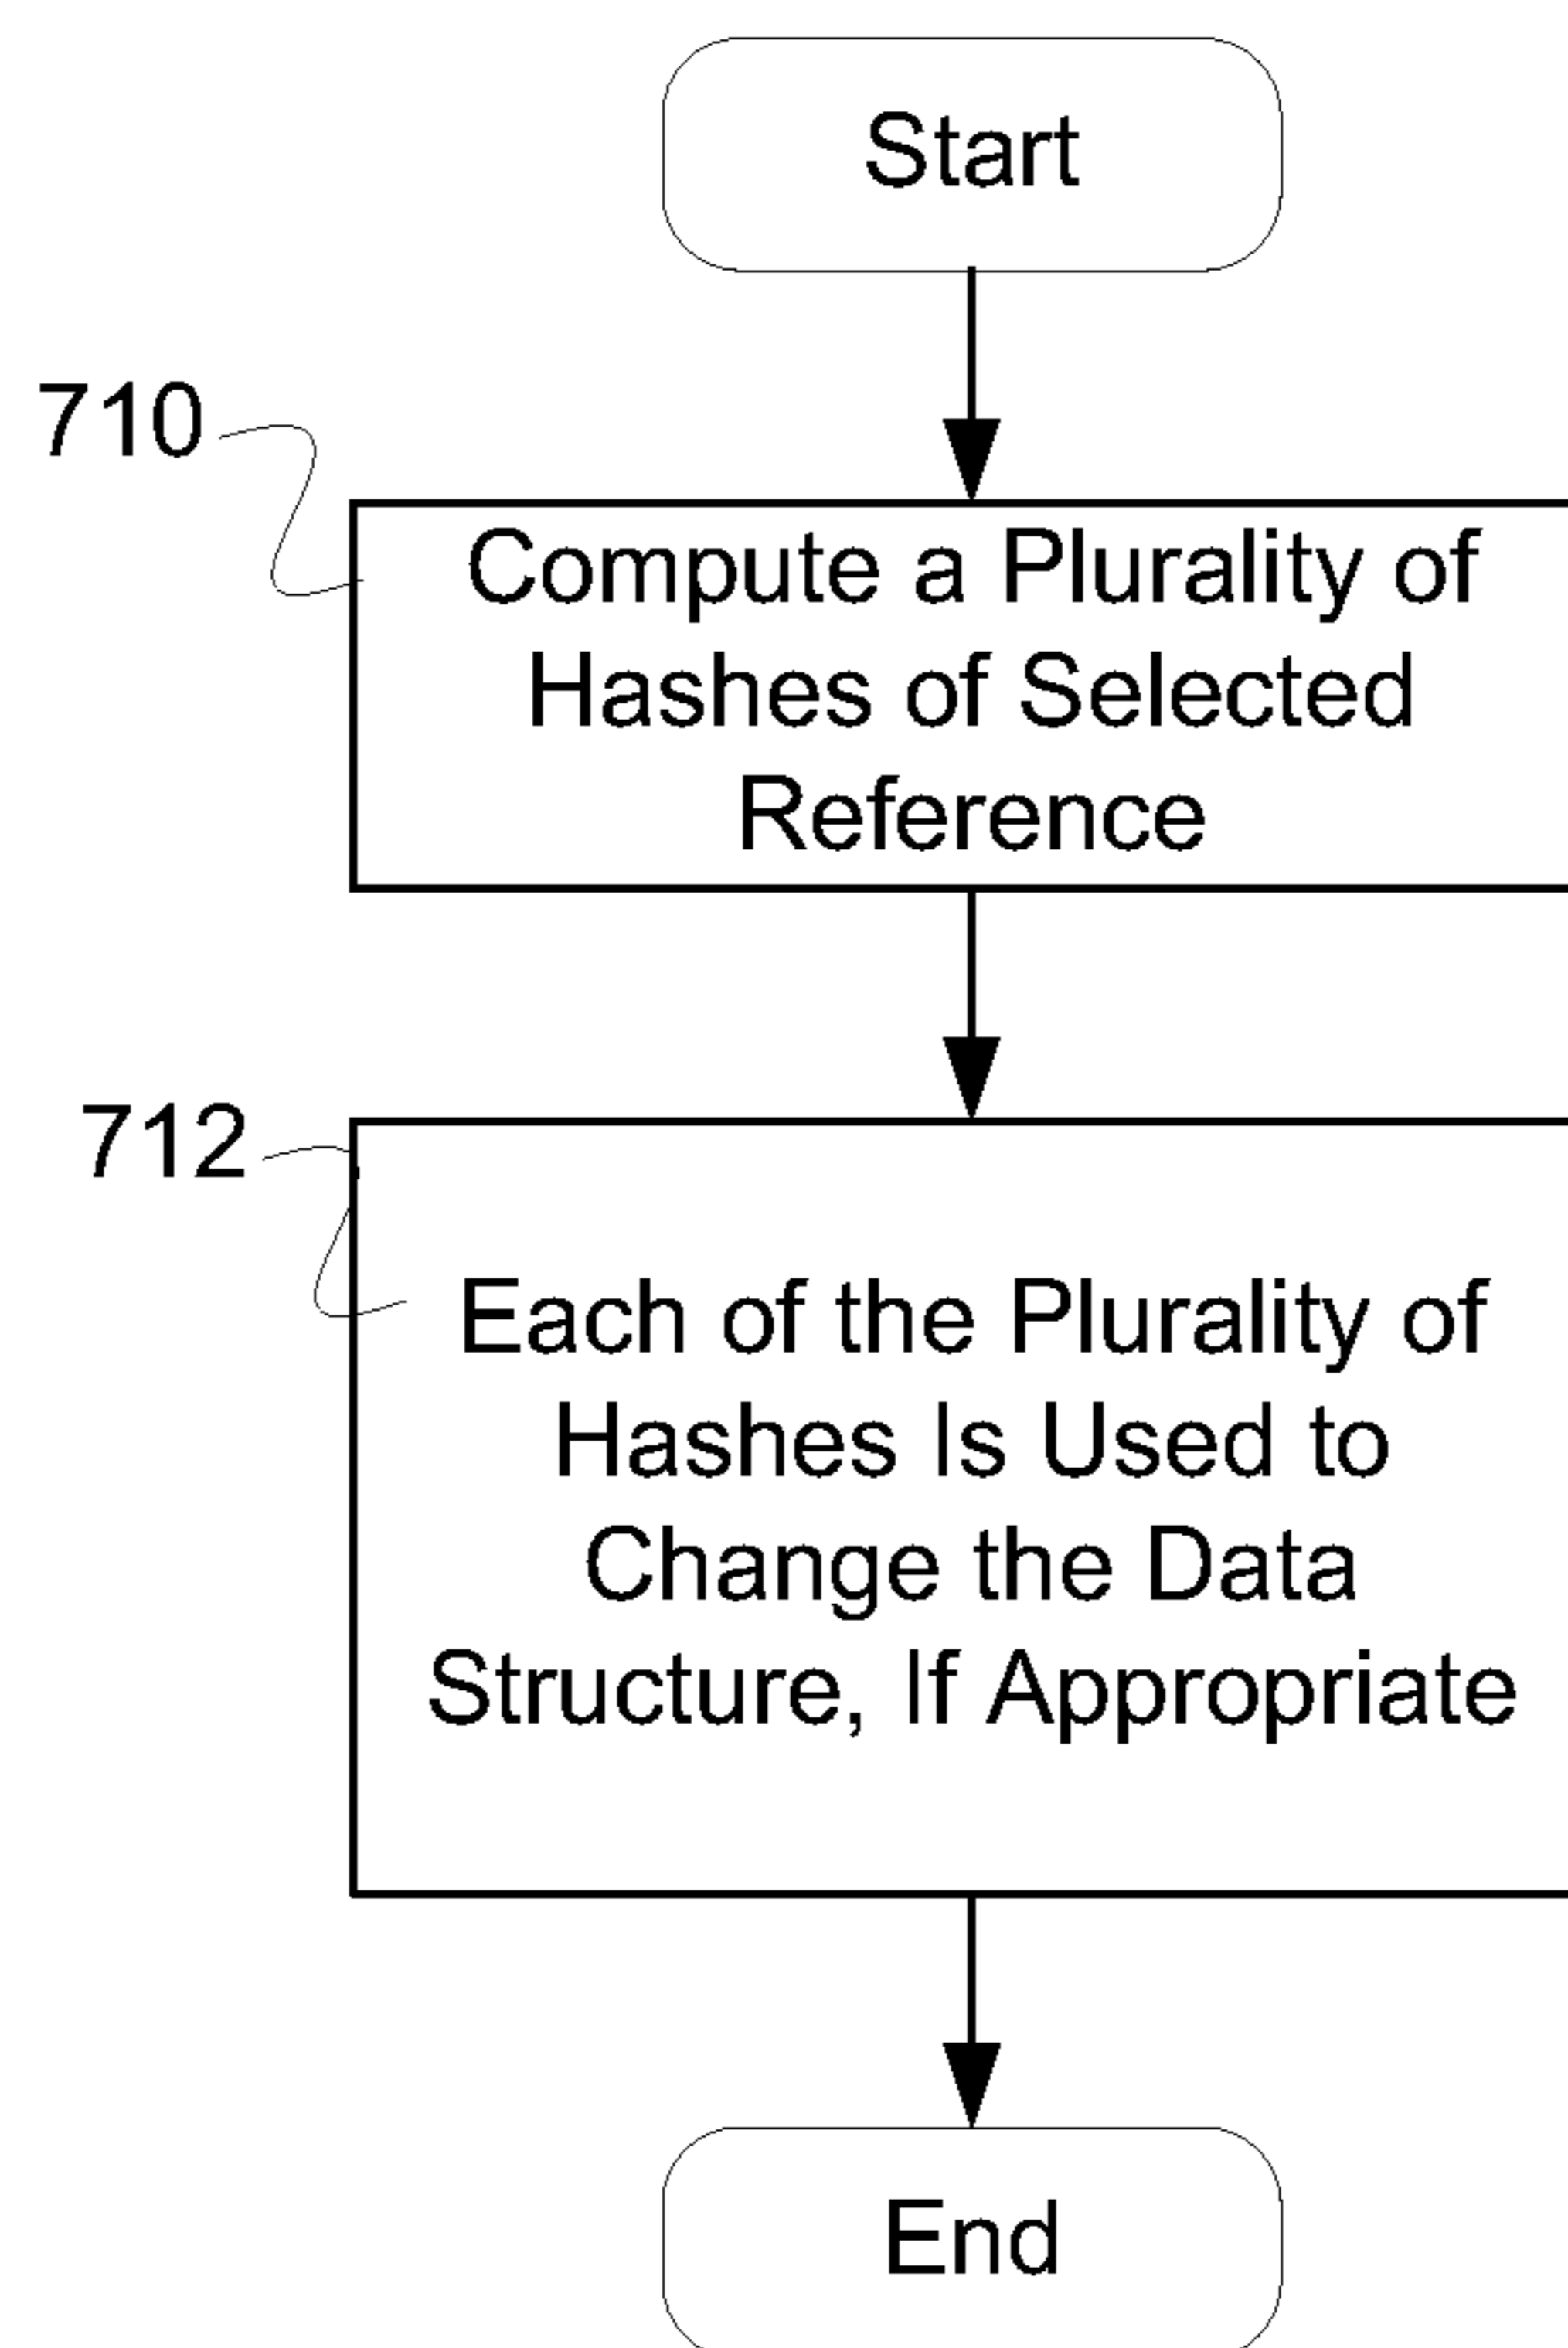 Start
710
Compute a Plurality of
Hashes of Selected
Reference
712
Each of the Plurality of
Hashes Is Used to
Change the Data
Structure, If Appropriate
End